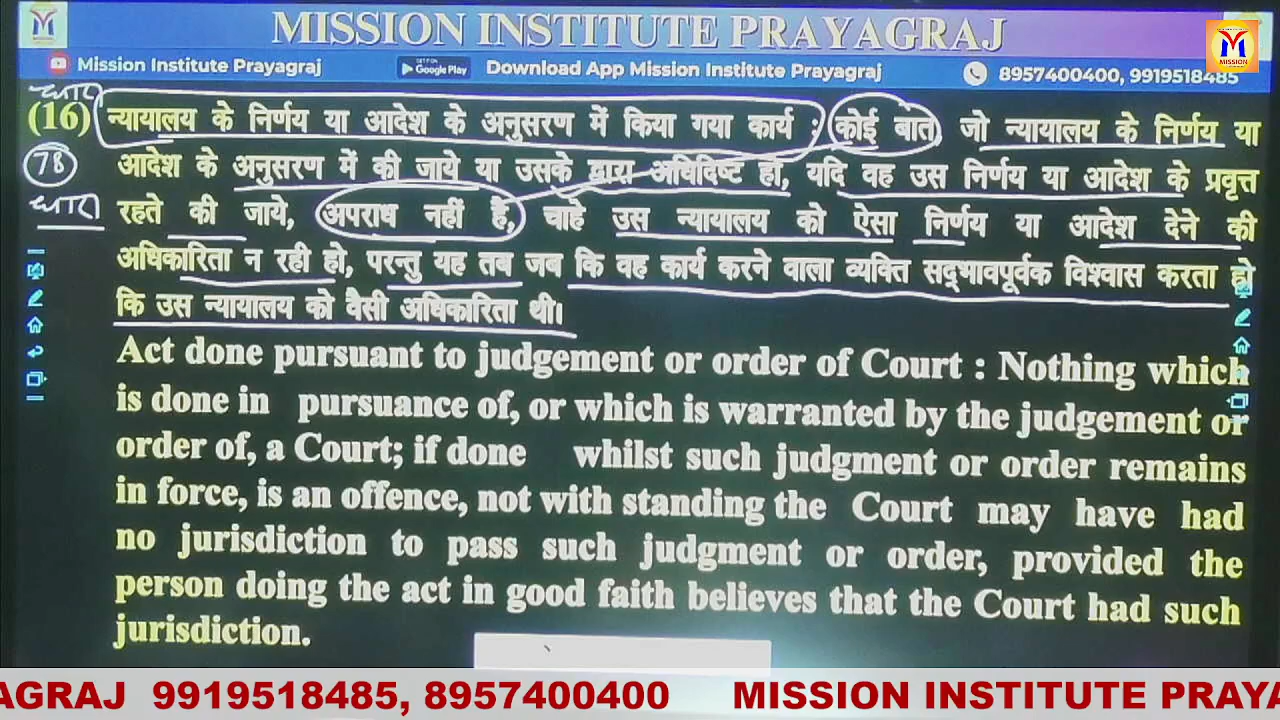 MISSION INSTITUTE PRAYAGRAJ
Mission Institute Prayagraj GET IT ON Google Play Download App Mission Institute Prayagraj 8957400400, 9919518485
MISSION
धारा
(16) न्यायालय के निर्णय या आदेश के अनुसरण में किया गया कार्य : कोई बात, जो न्यायालय के निर्णय या
78 आदेश के अनुसरण में की जाये या उसके द्वारा अधिदिष्ट हो, यदि वह उस निर्णय या आदेश के प्रवृत्त
धारा रहते की जाये, अपराध नहीं है, चाहे उस न्यायालय को ऐसा निर्णय या आदेश देने की
अधिकारिता न रही हो, परन्तु यह तब जब कि वह कार्य करने वाला व्यक्ति सद्भावपूर्वक विश्वास करता हो
कि उस न्यायालय को वैसी अधिकारिता थी।
Act done pursuant to judgement or order of Court : Nothing which
is done in pursuance of, or which is warranted by the judgement or
order of, a Court; if done whilst such judgment or order remains
in force, is an offence, not with standing the Court may have had
no jurisdiction to pass such judgment or order, provided the
person doing the act in good faith believes that the Court had such
jurisdiction.
AGRAJ 9919518485, 8957400400 MISSION INSTITUTE PRAYA